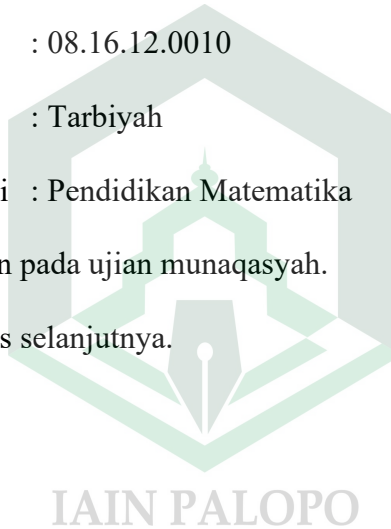 : 08.16.12.0010
: Tarbiyah
i : Pendidikan Matematika
n pada ujian munaqasyah.
s selanjutnya.
IAIN PALOPO